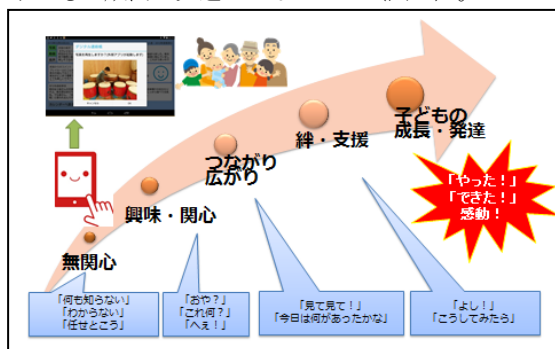 無関心
興味・関心
つながり
広がり
絆・支援
子どもの
成長・発達
「やった！」
「できた！」
感動！
「何も知らない」
「わからない」
「任せとこう」
「おや？」
「これ何？」
「へぇ！」
「見て見て！」
「今日は何があったかな」
「よし！」
「こうしてみたら」